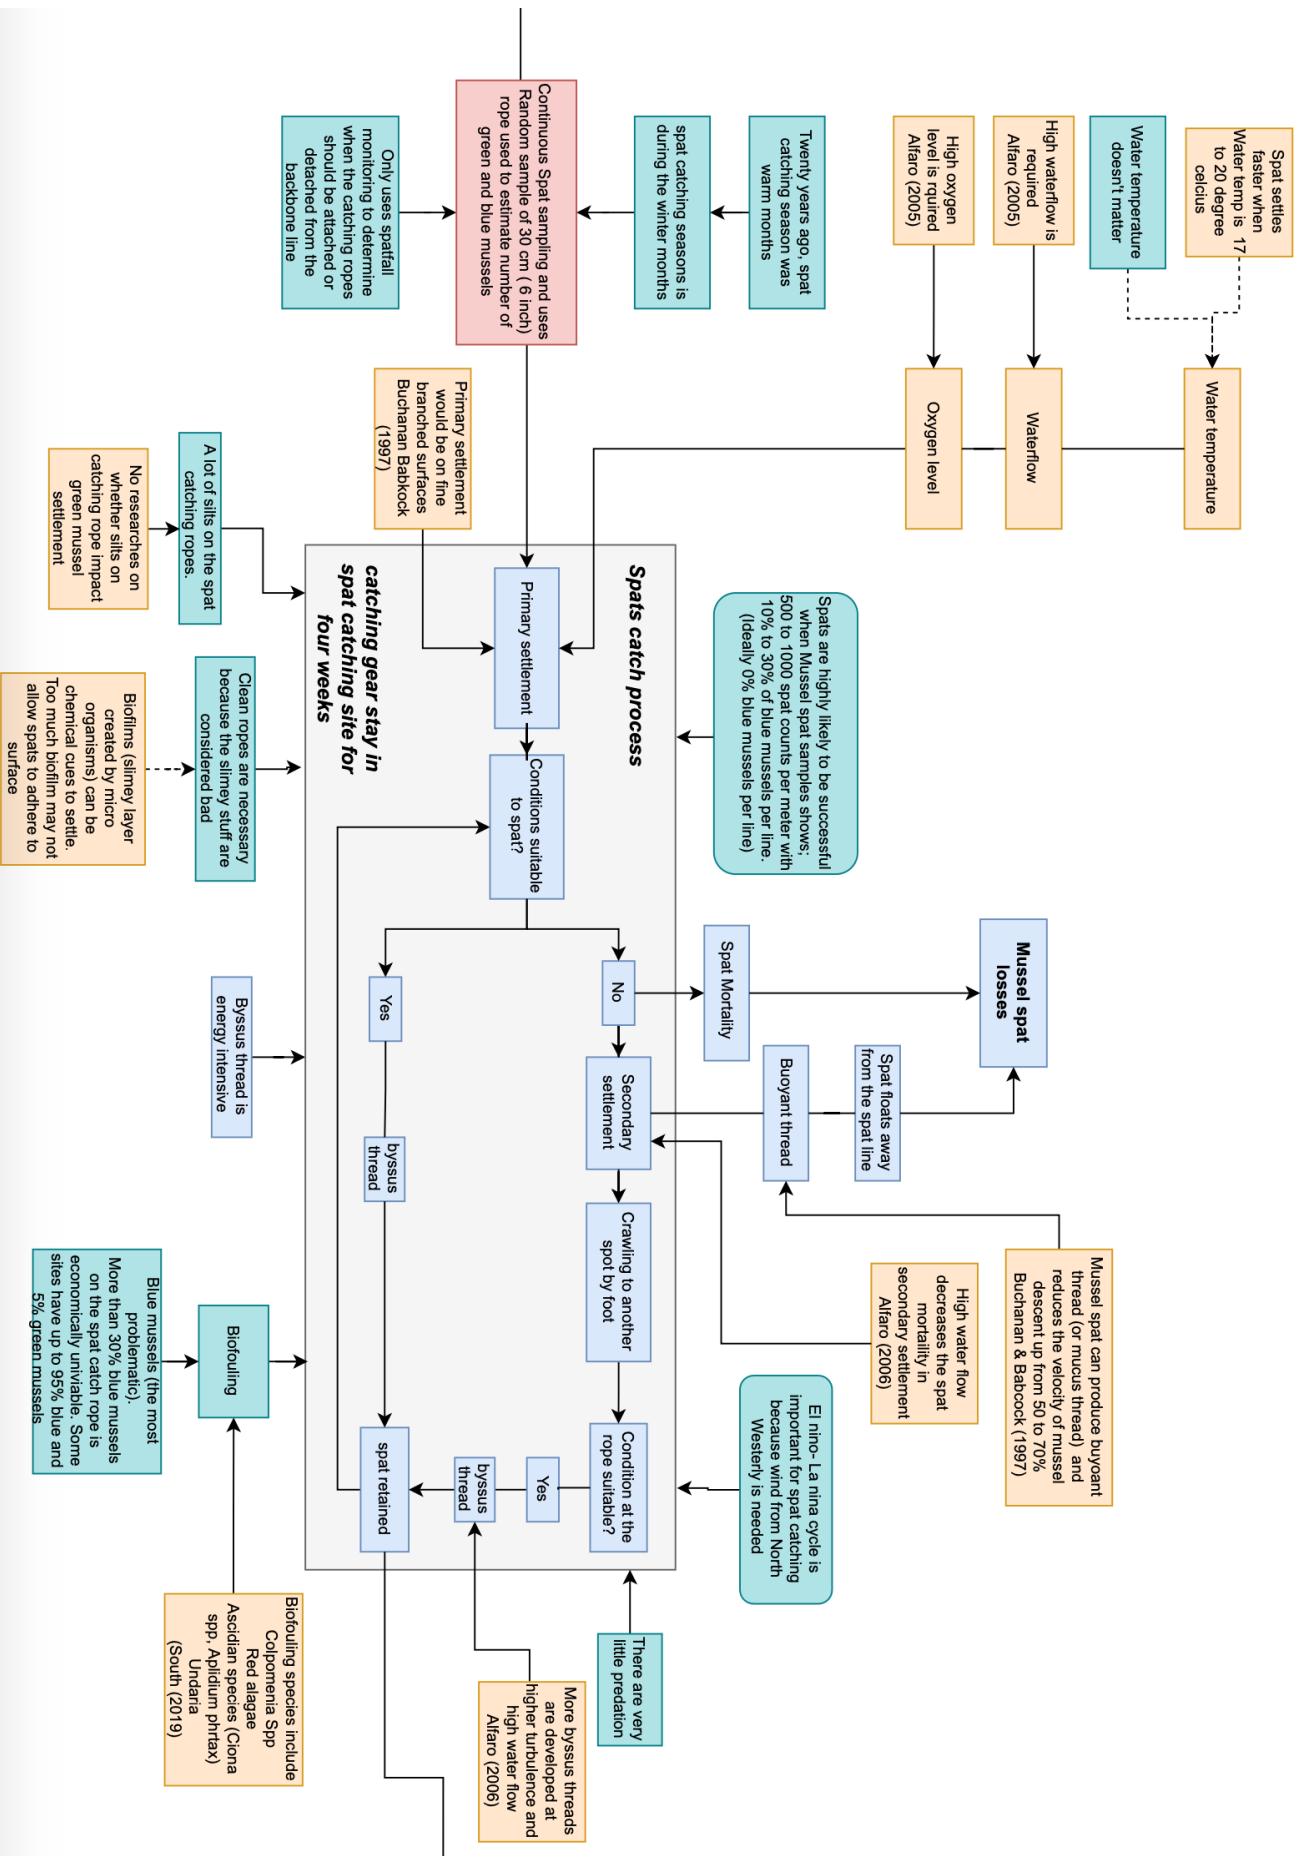 Spat settles
faster when
Water temp is 17
to 20 degree
celcius
Water temperature
doesn't matter
High waterflow is
required
Alfaro (2005)
High oxygen
level is rquired
Alfaro (2005)
Twenty years ago, spat
catching season was
warm months
spat catching seasons is
during the winter months
Continuous Spat sampling and uses
Random sample of 30 cm ( 6 inch)
rope used to estimate number of
green and blue mussels
Only uses spatfall
monitoring to determine
when the catching ropes
should be attached or
detached from the
backbone line
Water temperature
Waterflow
Oxygen level
Primary settlement
would be on fine
branched surfaces
Buchanan Babkock
(1997)
A lot of silts on the spat
catching ropes.
No researches on
whether silts on
catching rope impact
green mussel
settlement
Spats are highly likely to be successful
when Mussel spat samples shows;
500 to 1000 spat counts per meter with
10% to 30% of blue mussels per line.
(Ideally 0% blue mussels per line)
Spats catch process
Primary settlement
Conditions suitable
to spat?
catching gear stay in
spat catching site for
four weeks
Clean ropes are necessary
because the slimey stuff are
considered bad
Biofilms (slimey layer
created by micro
organisms) can be
chemical cues to settle.
Too much biofilm may not
allow spats to adhere to
surface
Mussel spat
losses
Spat Mortality
No
Yes
Spat floats away
from the spat line
Buoyant thread
Secondary
settlement
byssus
thread
Byssus thread is
energy intensive
Mussel spat can produce buyoant
thread (or mucus thread) and
reduces the velocity of mussel
descent up from 50 to 70%
Buchanan & Babcock (1997)
High water flow
decreases the spat
mortaility in
secondary settlement
Alfaro (2006)
Crawling to another
spot by foot
El nino- La nina cycle is
important for spat catching
because wind from North
Westerly is needed
Condition at the
rope suitable?
Yes
byssus
thread
spat retained
Biofouling
Blue mussels (the most
problematic).
More than 30% blue mussels
on the spat catch rope is
economically univiable. Some
sites have up to 95% blue and
5% green mussels
There are very
little predation
More byssus threads
are developed at
higher turbulence and
high water flow
Alfaro (2006)
Biofouling species include
Colpomenia Spp
Red alagae
Ascidian species (Ciona
spp, Aplidium phrtax)
Undaria
(South (2019)